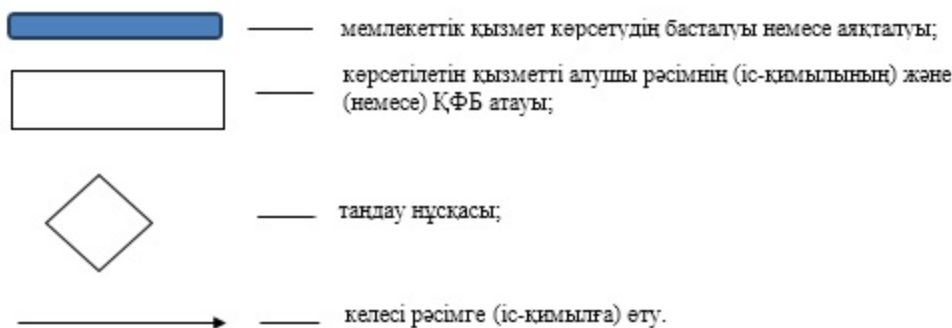 мемлекеттік қызмет көрсетудің басталуы немесе аяқталуы;
көрсетілетін қызметті алушы рәсімнің (іс-қимылының) және
(немесе) ҚФБ атауы;
таңдау нұсқасы;
келесі рәсімге (іс-қимылға) өту.